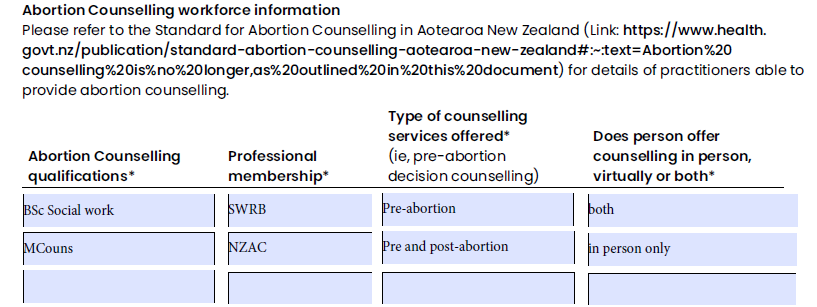 Abortion Counselling workforce information
Please refer to the Standard for Abortion Counselling in Aotearoa New Zealand (Link: https://www.health.
govt.nz/publication/standard-abortion-counselling-aotearoa-new-zealand#:~:text=Abortion%20
counselling%20is%no%20longer,as%20outlined%20in%20this%20document) for details of practitioners able to
provide abortion counselling.
Abortion Counselling
qualifications*
Professional
membership*
Type of counselling
services offered*
(ie, pre-abortion
decision counselling)
Does person offer
counselling in person,
virtually or both*
BSc Social work SWRB Pre-abortion both
MCouns NZAC Pre and post-abortion in person only